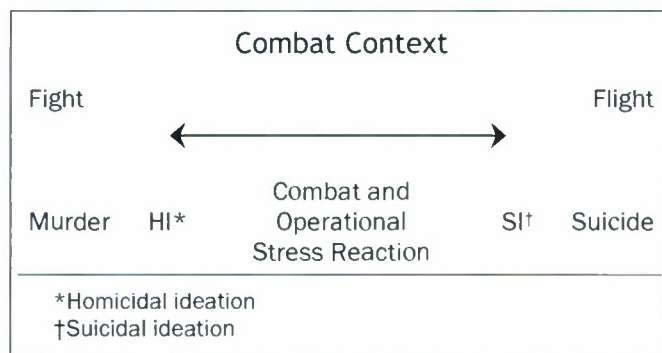 Combat Context
Fight Flight
Combat and
Murder HI* Operational SI† Suicide
Stress Reaction
*Homicidal ideation
†Suicidal ideation